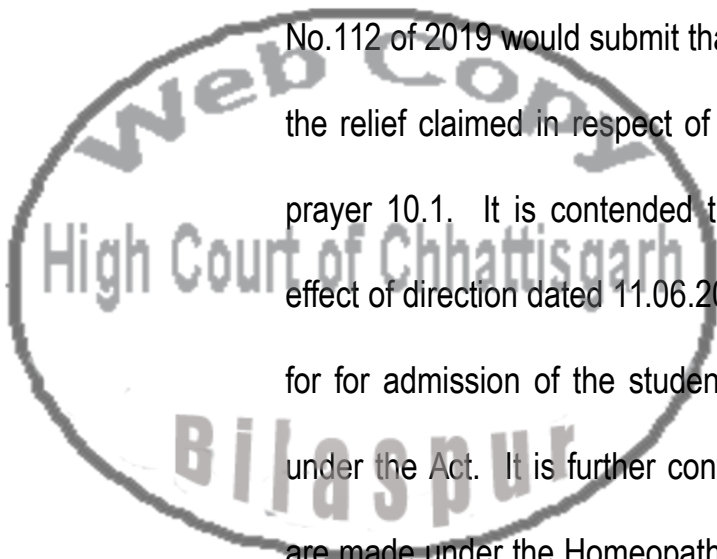 No.112 of 2019 would submit tha
the relief claimed in respect of
prayer 10.1. It is contended t
effect of direction dated 11.06.20
for for admission of the studen
under the Act. It is further con
are made under the Homeopath
Web Copy
High Court of Chhattisgarh
Bilaspur